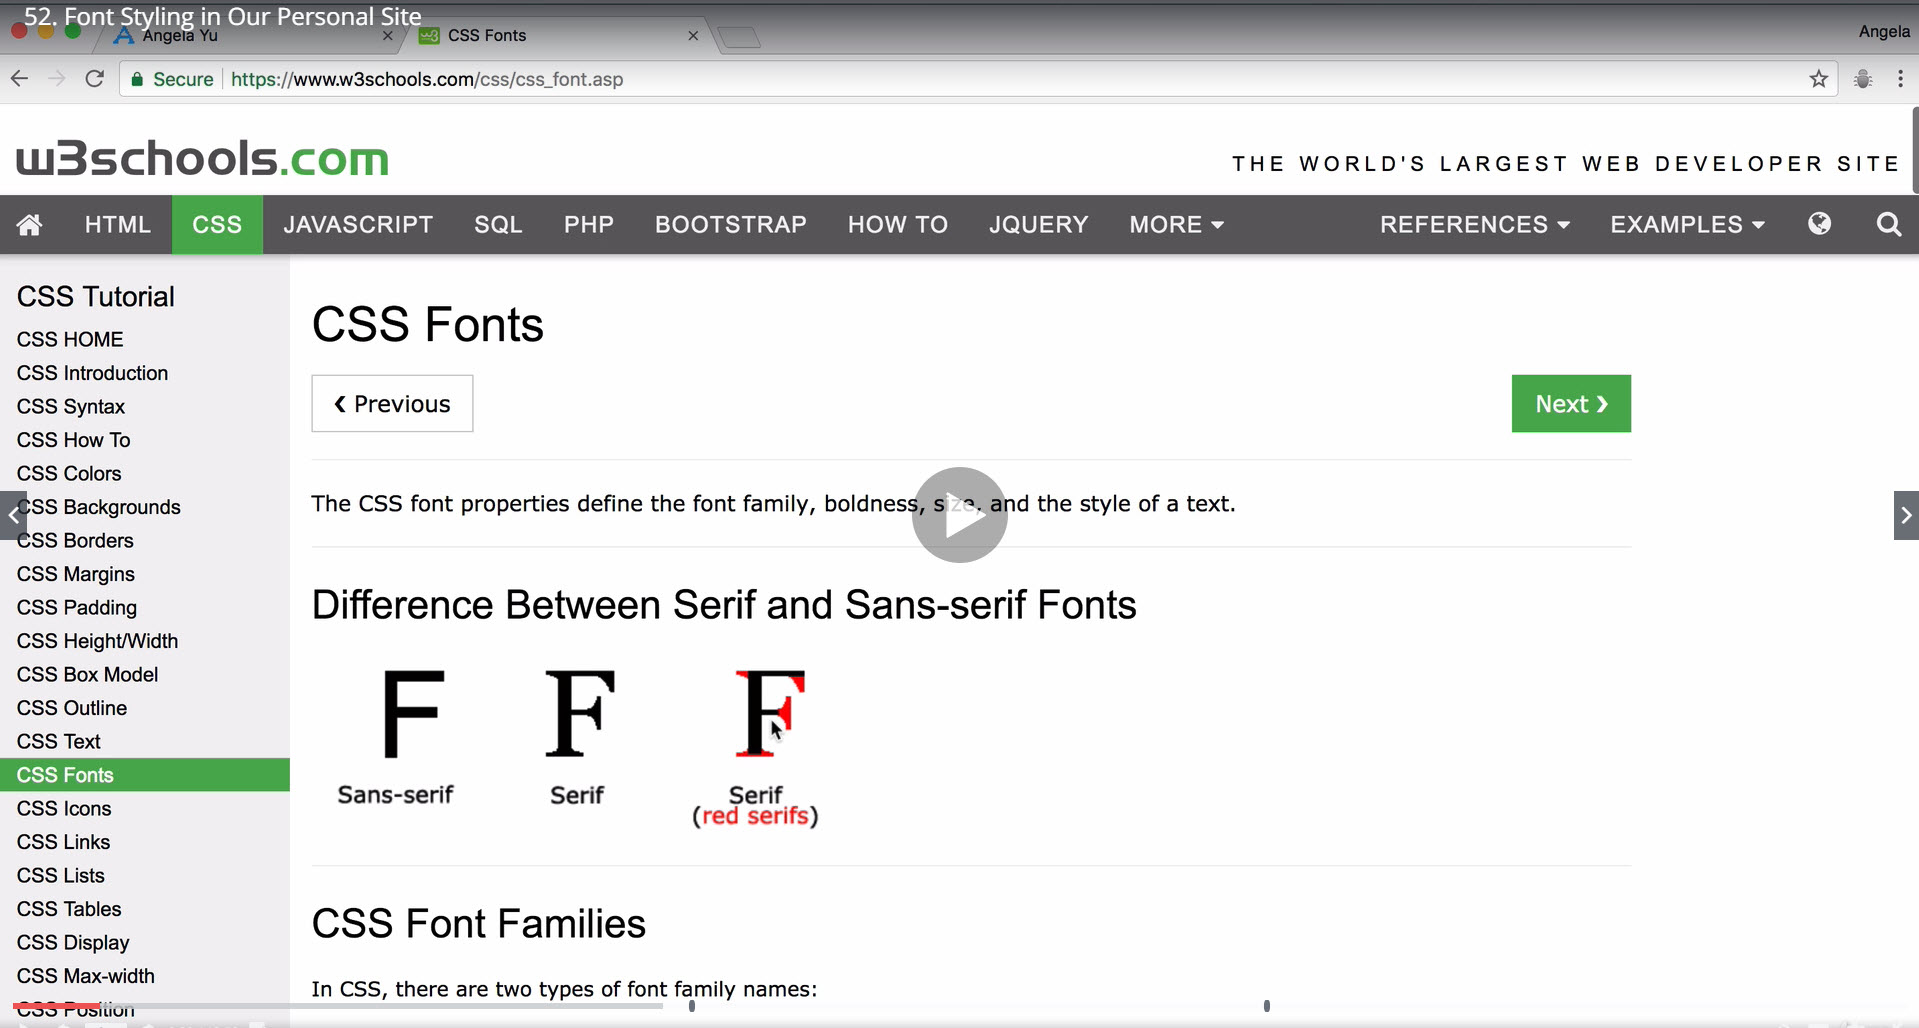 52. Font Styling in Our Personal Site
Angela Yu
CSS Fonts
Angela
Secure https://www.w3schools.com/css/css_font.asp
w3schools.com
THE WORLD'S LARGEST WEB DEVELOPER SITE
HTML CSS JAVASCRIPT SQL PHP BOOTSTRAP HOW TO JQUERY MORE REFERENCES EXAMPLES
CSS Tutorial
CSS HOME
CSS Introduction
CSS Syntax
CSS How To
CSS Colors
CSS Backgrounds
CSS Borders
CSS Margins
CSS Padding
CSS Height/Width
CSS Box Model
CSS Outline
CSS Text
CSS Fonts
CSS Icons
CSS Links
CSS Lists
CSS Tables
CSS Display
CSS Max-width
CSS Position
CSS Fonts
❮ Previous
Next ❯
The CSS font properties define the font family, boldness, size, and the style of a text.
Difference Between Serif and Sans-serif Fonts
F F F
Sans-serif Serif Serif
(red serifs)
CSS Font Families
In CSS, there are two types of font family names: